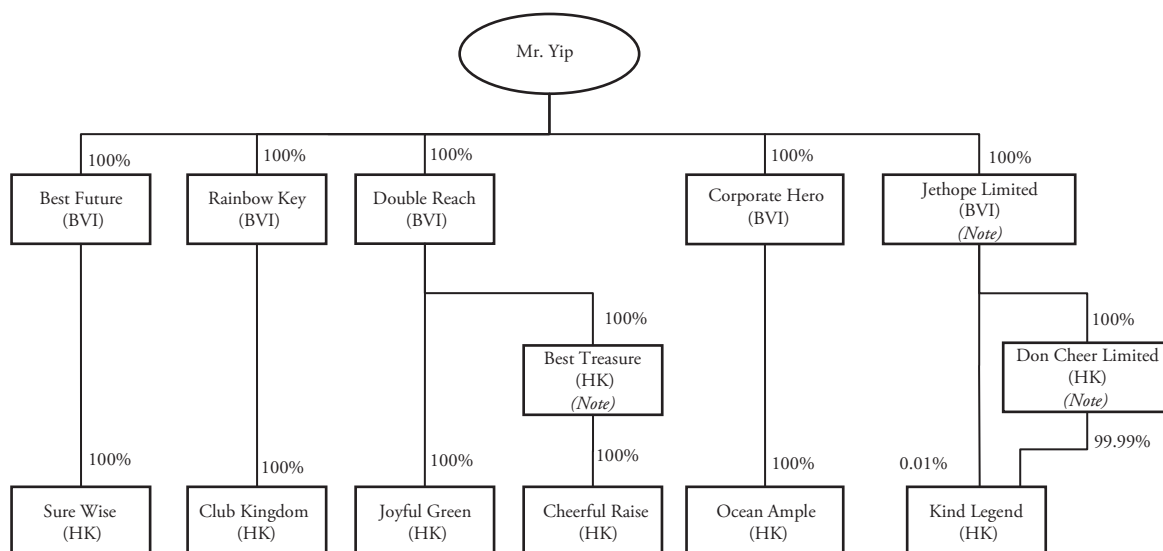 Mr. Yip
100%
100%
100%
100%
100%
Best Future
(BVI)
Rainbow Key
(BVI)
Double Reach
(BVI)
Corporate Hero
(BVI)
Jethope Limited
(BVI)
(Note)
100%
100%
Best Treasure
(HK)
(Note)
Don Cheer Limited
(HK)
(Note)
100%
100%
100%
100%
100%
0.01%
99.99%
Sure Wise
(HK)
Club Kingdom
(HK)
Joyful Green
(HK)
Cheerful Raise
(HK)
Ocean Ample
(HK)
Kind Legend
(HK)